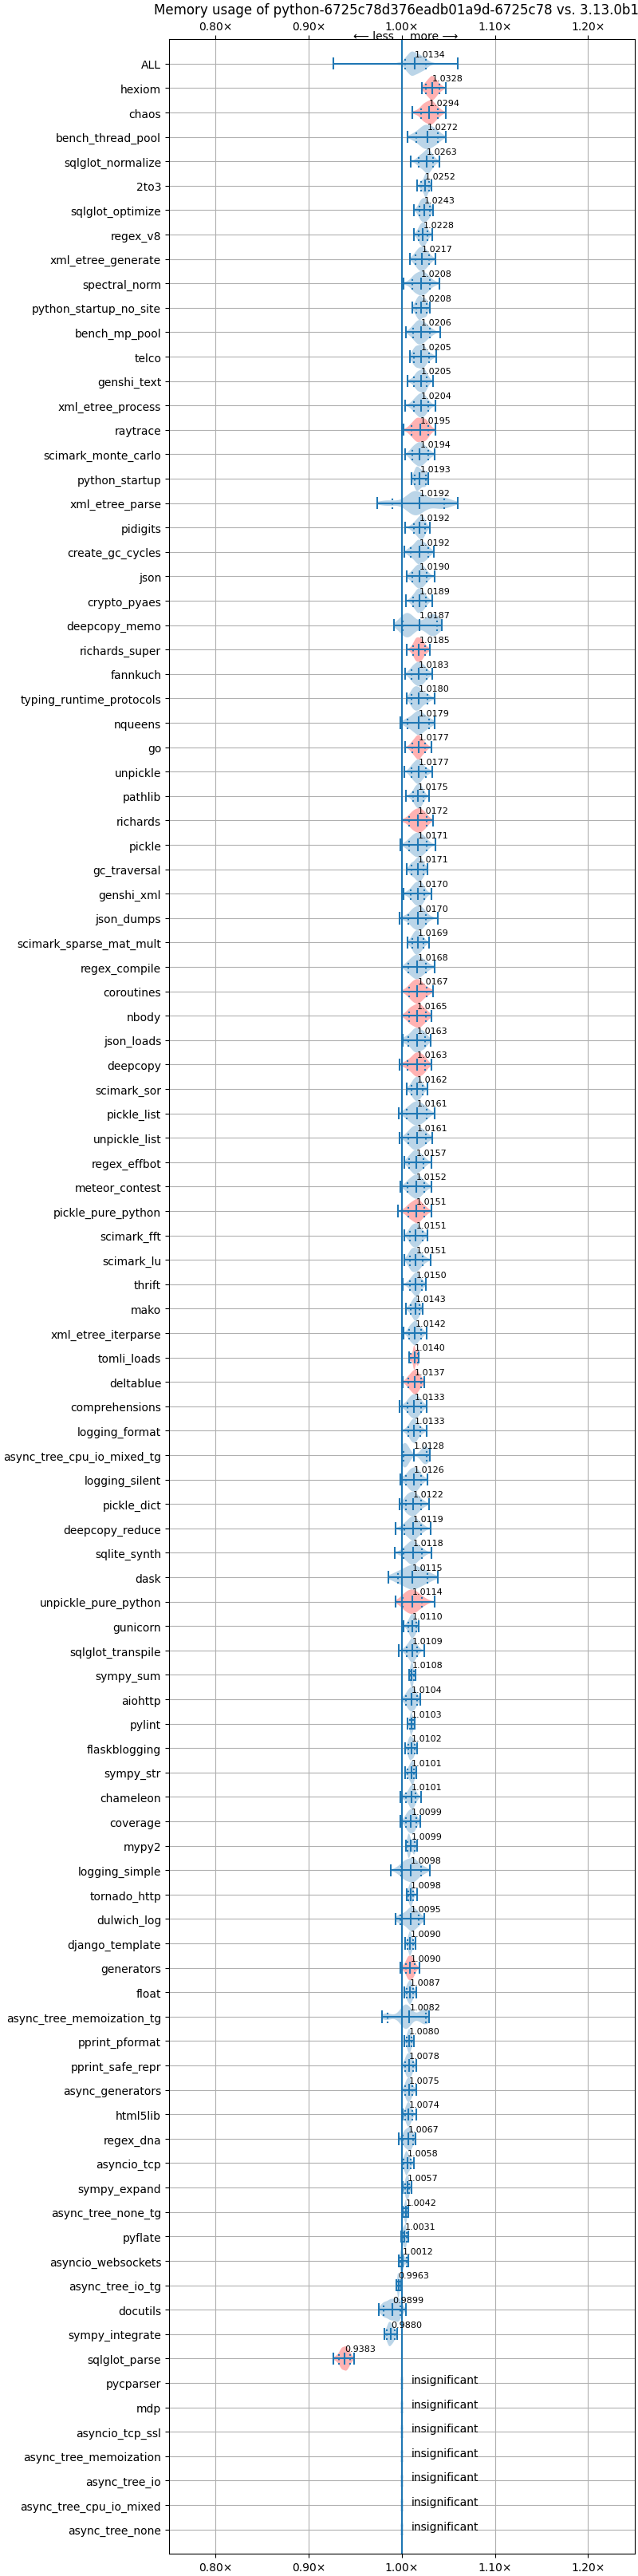 Memory usage of python-6725c78d376eadb01a9d-6725c78 vs. 3.13.0b1
0.80× 0.90× 1.00× 1.10× 1.20×
⟵ less more ⟶
ALL 1.0134
hexiom 1.0328
chaos 1.0294
bench_thread_pool 1.0272
sqlglot_normalize 1.0263
2to3 1.0252
sqlglot_optimize 1.0243
regex_v8 1.0228
xml_etree_generate 1.0217
spectral_norm 1.0208
python_startup_no_site 1.0208
bench_mp_pool 1.0206
telco 1.0205
genshi_text 1.0205
xml_etree_process 1.0204
raytrace 1.0195
scimark_monte_carlo 1.0194
python_startup 1.0193
xml_etree_parse 1.0192
pidigits 1.0192
create_gc_cycles 1.0192
json 1.0190
crypto_pyaes 1.0189
deepcopy_memo 1.0187
richards_super 1.0185
fannkuch 1.0183
typing_runtime_protocols 1.0180
nqueens 1.0179
go 1.0177
unpickle 1.0177
pathlib 1.0175
richards 1.0172
pickle 1.0171
gc_traversal 1.0171
genshi_xml 1.0170
json_dumps 1.0170
scimark_sparse_mat_mult 1.0169
regex_compile 1.0168
coroutines 1.0167
nbody 1.0165
json_loads 1.0163
deepcopy 1.0163
scimark_sor 1.0162
pickle_list 1.0161
unpickle_list 1.0161
regex_effbot 1.0157
meteor_contest 1.0152
pickle_pure_python 1.0151
scimark_fft 1.0151
scimark_lu 1.0151
thrift 1.0150
mako 1.0143
xml_etree_iterparse 1.0142
tomli_loads 1.0140
deltablue 1.0137
comprehensions 1.0133
logging_format 1.0133
async_tree_cpu_io_mixed_tg 1.0128
logging_silent 1.0126
pickle_dict 1.0122
deepcopy_reduce 1.0119
sqlite_synth 1.0118
dask 1.0115
unpickle_pure_python 1.0114
gunicorn 1.0110
sqlglot_transpile 1.0109
sympy_sum 1.0108
aiohttp 1.0104
pylint 1.0103
flaskblogging 1.0102
sympy_str 1.0101
chameleon 1.0101
coverage 1.0099
mypy2 1.0099
logging_simple 1.0098
tornado_http 1.0098
dulwich_log 1.0095
django_template 1.0090
generators 1.0090
float 1.0087
async_tree_memoization_tg 1.0082
pprint_pformat 1.0080
pprint_safe_repr 1.0078
async_generators 1.0075
html5lib 1.0074
regex_dna 1.0067
asyncio_tcp 1.0058
sympy_expand 1.0057
async_tree_none_tg 1.0042
pyflate 1.0031
asyncio_websockets 1.0012
async_tree_io_tg 0.9963
docutils 0.9899
sympy_integrate 0.9880
sqlglot_parse 0.9383
pycparser insignificant
mdp insignificant
asyncio_tcp_ssl insignificant
async_tree_memoization insignificant
async_tree_io insignificant
async_tree_cpu_io_mixed insignificant
async_tree_none insignificant
0.80× 0.90× 1.00× 1.10× 1.20×